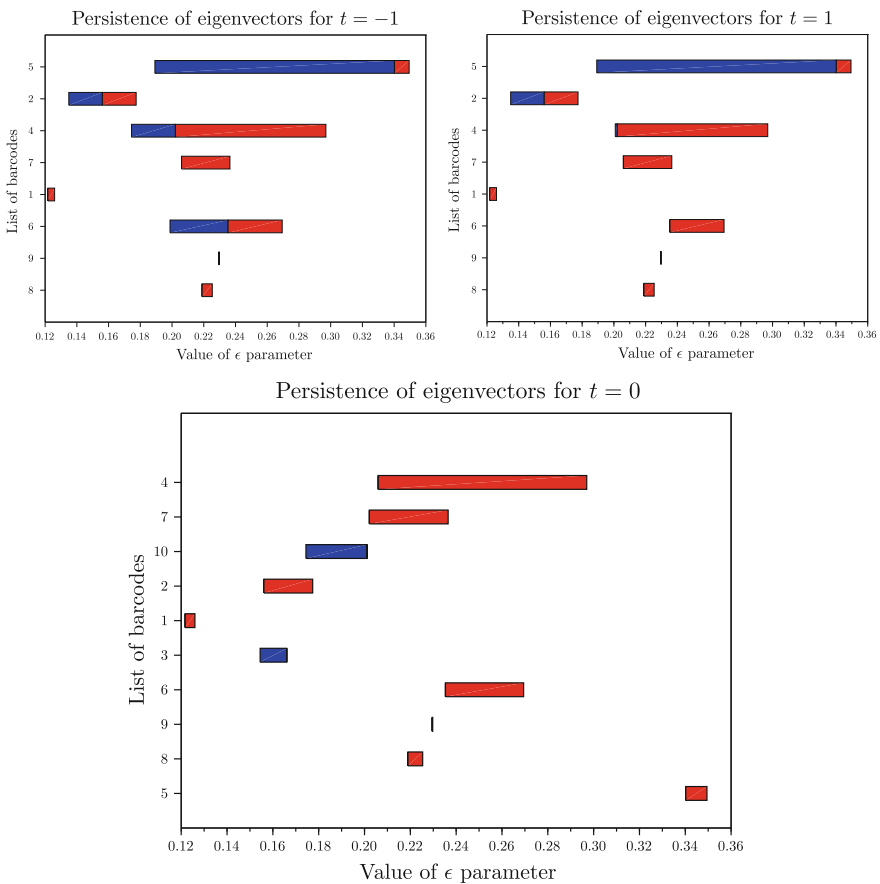 Persistence of eigenvectors for t = −1
List of barcodes
5
2
4
7
1
6
9
8
0.12 0.16 0.20 0.24 0.28 0.32 0.36
0.14 0.18 0.22 0.26 0.30 0.34
Value of ϵ parameter
Persistence of eigenvectors for t = 1
List of barcodes
5
2
4
7
1
6
9
8
0.12 0.14 0.16 0.18 0.20 0.22 0.24 0.26 0.28 0.30 0.32 0.34 0.36
Value of ϵ parameter
Persistence of eigenvectors for t = 0
List of barcodes
4
7
10
2
1
3
6
9
8
5
0.12 0.14 0.16 0.18 0.20 0.22 0.24 0.26 0.28 0.30 0.32 0.34 0.36
Value of ϵ parameter